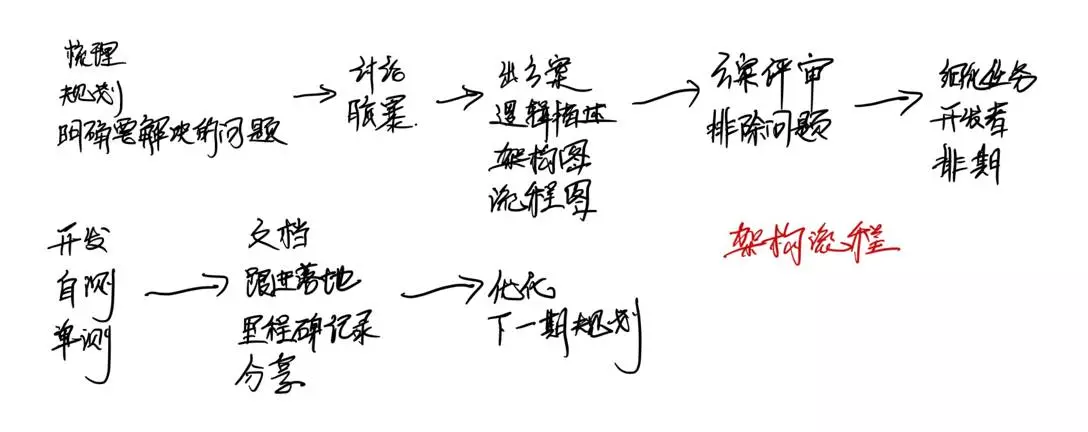 梳理
规划
明确要解决的问题
讨论
脑暴
出方案
逻辑描述
架构图
流程图
方案评审
排除问题
细化任务
开发者
排期
架构流程
开发
自测
单测
文档
跟进落地
里程碑记录
分享
优化
下一期规划